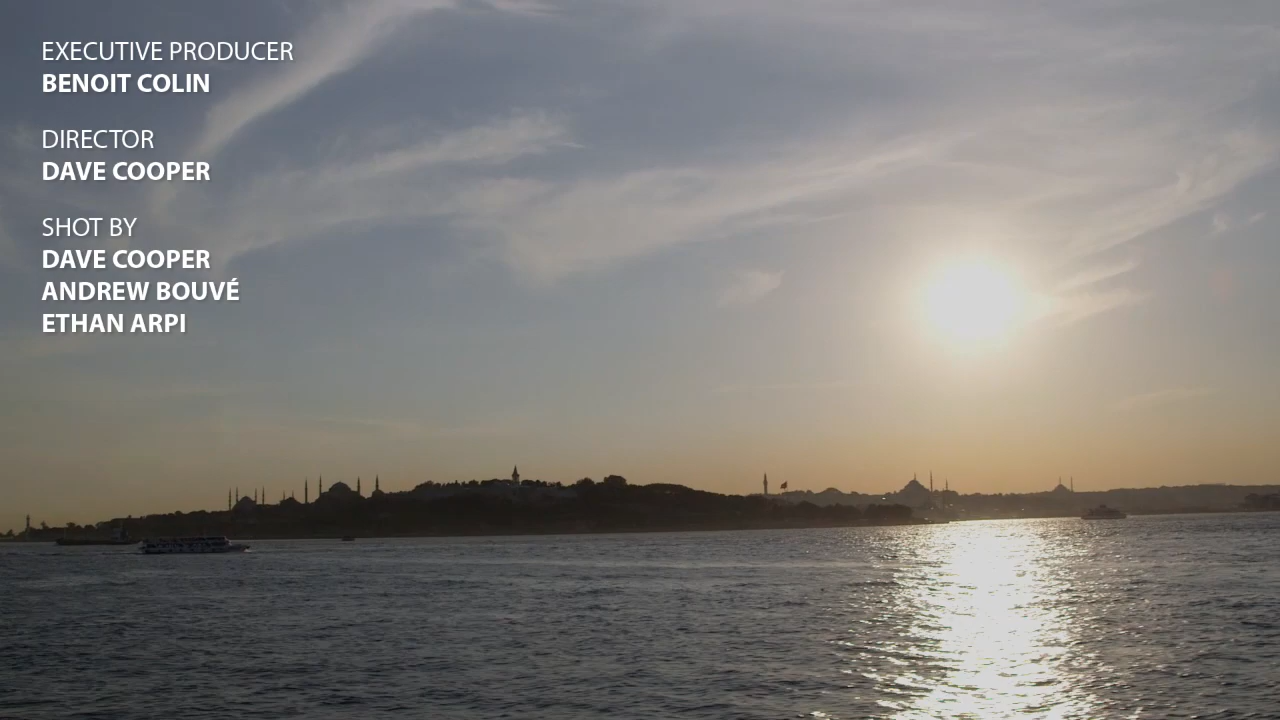 EXECUTIVE PRODUCER
BENOIT COLIN
DIRECTOR
DAVE COOPER
SHOT BY
DAVE COOPER
ANDREW BOUVÉ
ETHAN ARPI